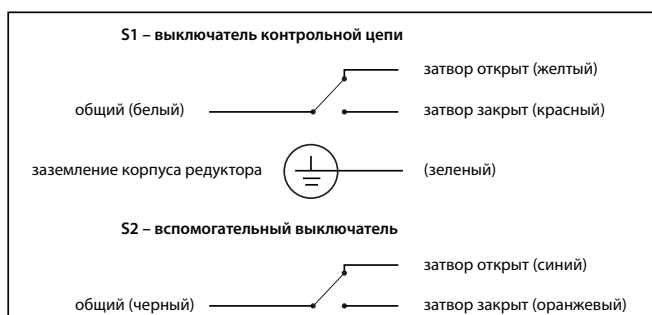 S1 – выключатель контрольной цепи
затвор открыт (желтый)
общий (белый)
затвор закрыт (красный)
заземление корпуса редуктора
(зеленый)
S2 – вспомогательный выключатель
затвор открыт (синий)
общий (черный)
затвор закрыт (оранжевый)